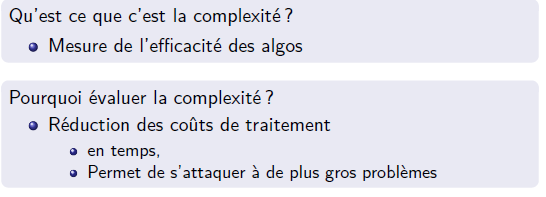 Qu'est ce que c'est la complexité ?
Mesure de l'efficacité des algos
Pourquoi évaluer la complexité ?
Réduction des coûts de traitement
en temps,
Permet de s'attaquer à de plus gros problèmes